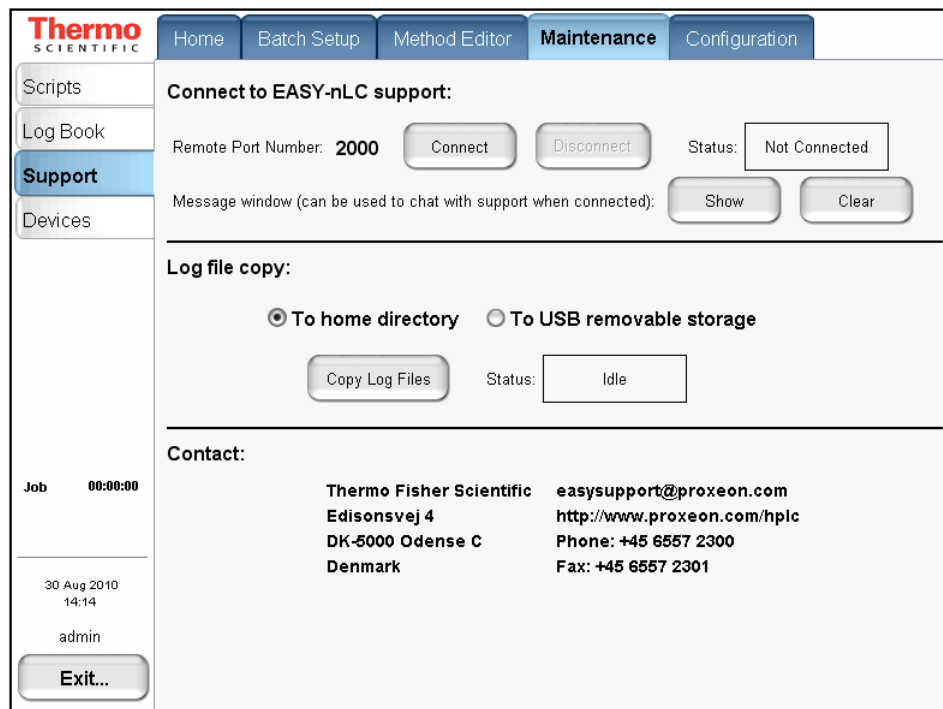 Thermo
SCIENTIFIC
Home
Batch Setup
Method Editor
Maintenance
Configuration
Scripts
Log Book
Support
Devices
Connect to EASY-nLC support:
Remote Port Number: 2000 Connect Disconnect Status: Not Connected
Message window (can be used to chat with support when connected): Show Clear
Log file copy:
To home directory To USB removable storage
Copy Log Files Status: Idle
Contact:
Thermo Fisher Scientific easysupport@proxeon.com
Edisonsvej 4 http://www.proxeon.com/hplc
DK-5000 Odense C Phone: +45 6557 2300
Denmark Fax: +45 6557 2301
Job 00:00:00
30 Aug 2010
14:14
admin
Exit...